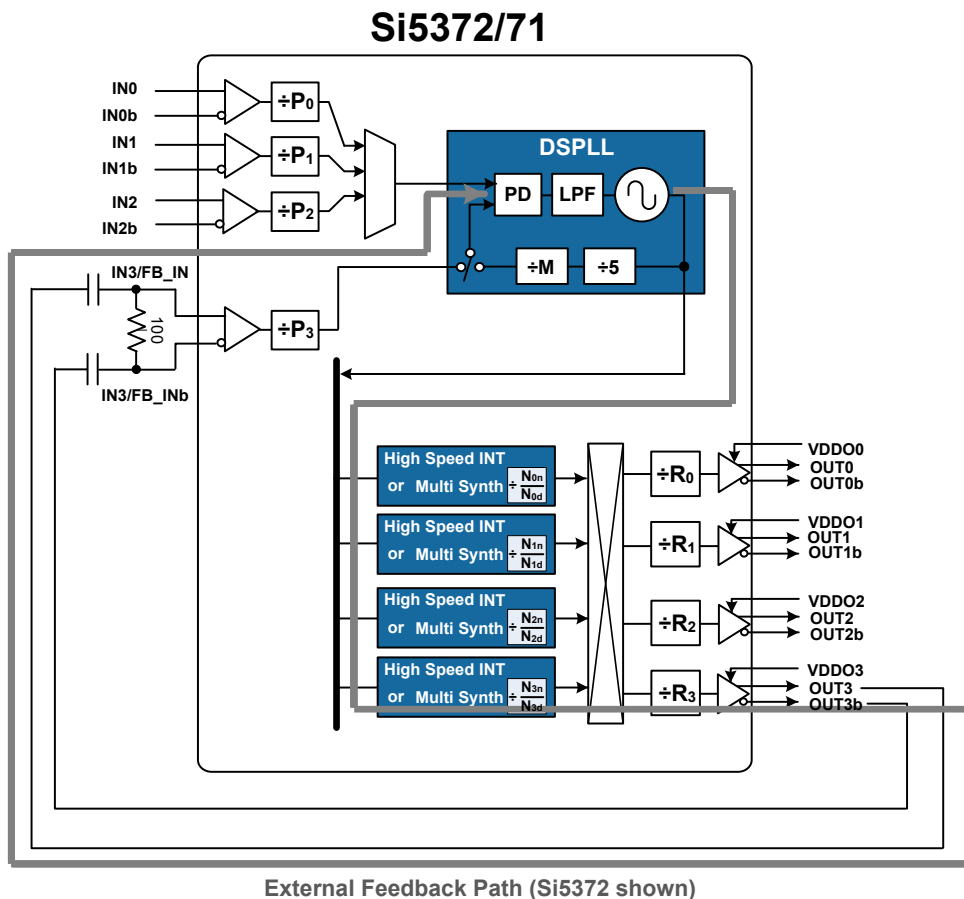 Si5372/71
IN0
IN0b
÷P0
IN1
IN1b
÷P1
IN2
IN2b
÷P2
DSPLL
PD
LPF
÷M
÷5
IN3/FB_IN
100
÷P3
IN3/FB_INb
High Speed INT
or Multi Synth ÷ N0n
N0d
÷R0
VDDO0
OUT0
OUT0b
High Speed INT
or Multi Synth ÷ N1n
N1d
÷R1
VDDO1
OUT1
OUT1b
High Speed INT
or Multi Synth ÷ N2n
N2d
÷R2
VDDO2
OUT2
OUT2b
High Speed INT
or Multi Synth ÷ N3n
N3d
÷R3
VDDO3
OUT3
OUT3b
External Feedback Path (Si5372 shown)